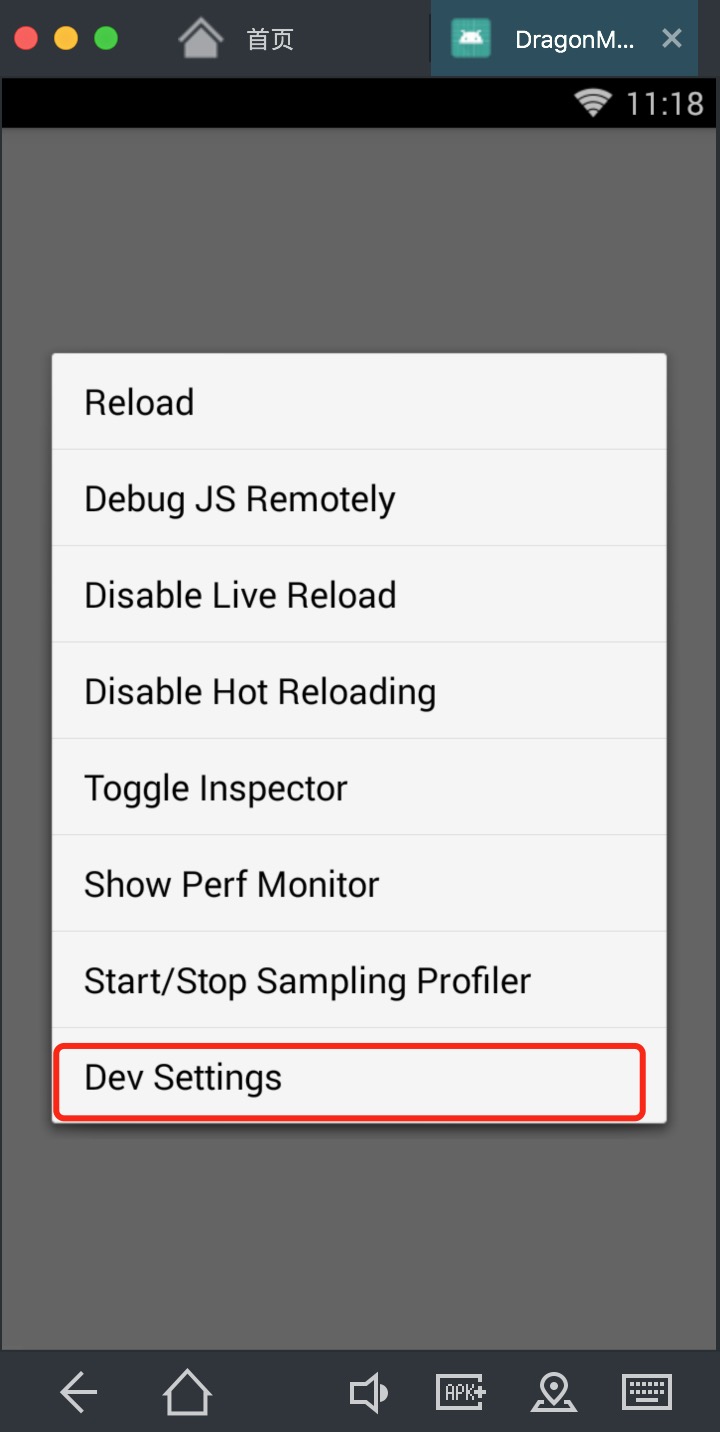 首页
DragonM...
11:18
Reload
Debug JS Remotely
Disable Live Reload
Disable Hot Reloading
Toggle Inspector
Show Perf Monitor
Start/Stop Sampling Profiler
Dev Settings
APK